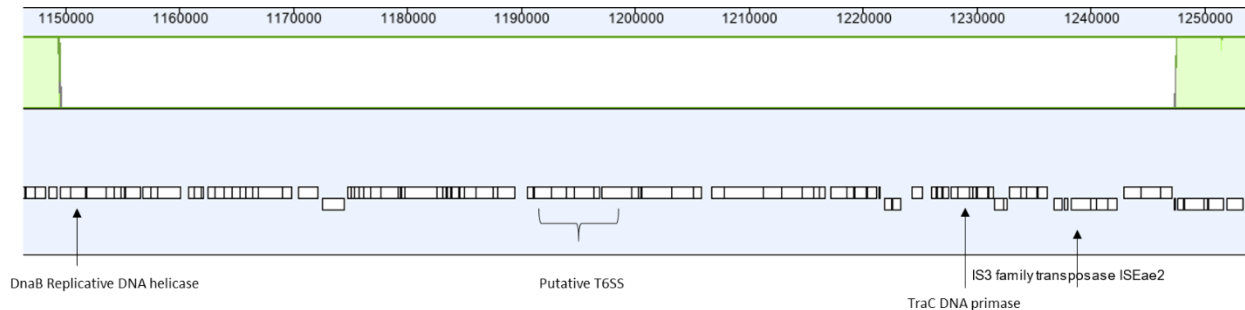 1150000 1160000 1170000 1180000 1190000 1200000 1210000 1220000 1230000 1240000 1250000
DnaB Replicative DNA helicase
Putative T6SS
IS3 family transposase ISEae2
TraC DNA primase